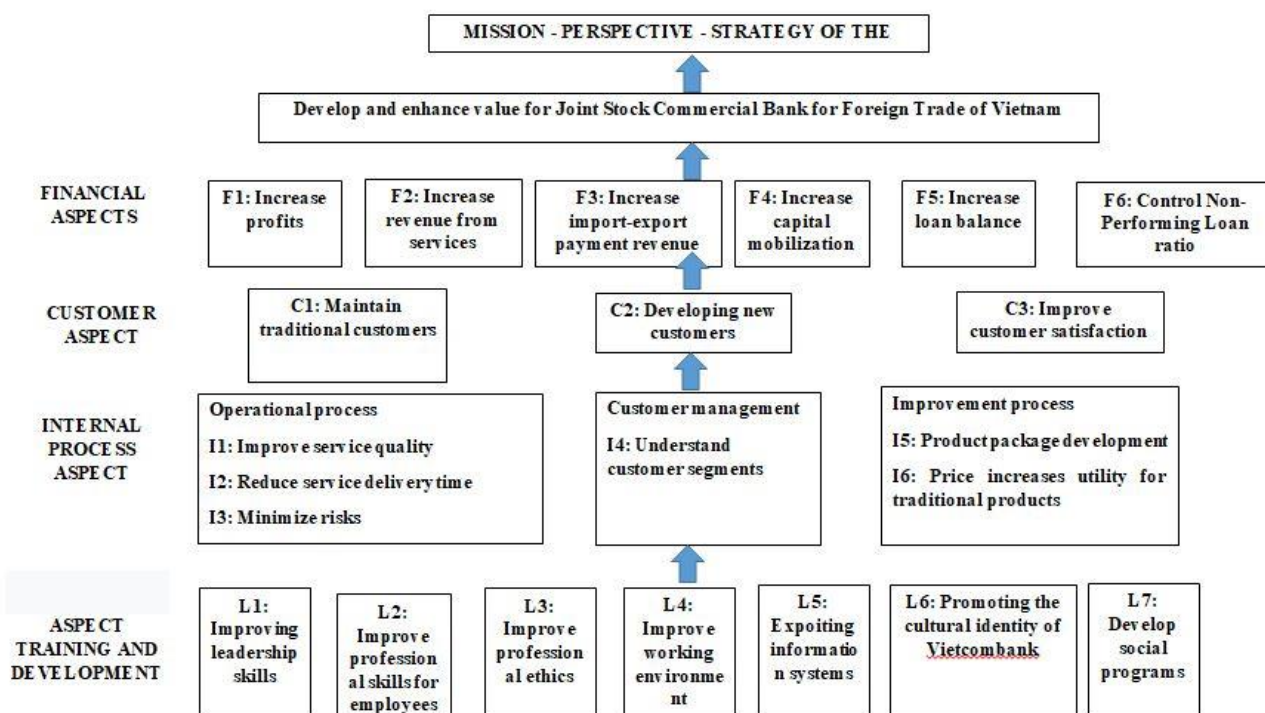 MISSION - PERSPECTIVE - STRATEGY OF THE
Develop and enhance value for Joint Stock Commercial Bank for Foreign Trade of Vietnam
FINANCIAL
ASPECTS
F1: Increase
profits
F2: Increase
revenue from
services
F3: Increase
import-export
payment revenue
F4: Increase
capital
mobilization
F5: Increase
loan balance
F6: Control Non-
Performing Loan
ratio
CUSTOMER
ASPECT
C1: Maintain
traditional customers
C2: Developing new
customers
C3: Improve
customer satisfaction
INTERNAL
PROCESS
ASPECT
Operational process
I1: Improve service quality
I2: Reduce service delivery time
I3: Minimize risks
Customer management
I4: Understand
customer segments
Improvement process
I5: Product package development
I6: Price increases utility for
traditional products
ASPECT
TRAINING AND
DEVELOPMENT
L1:
Improving
leadership
skills
L2:
Improve
profession
al skills for
employees
L3:
Improve
profession
al ethics
L4:
Improve
working
environme
nt
L5:
Expoiting
informatio
n systems
L6: Promoting the
cultural identity of
Vietcombank
L7:
Develop
social
programs